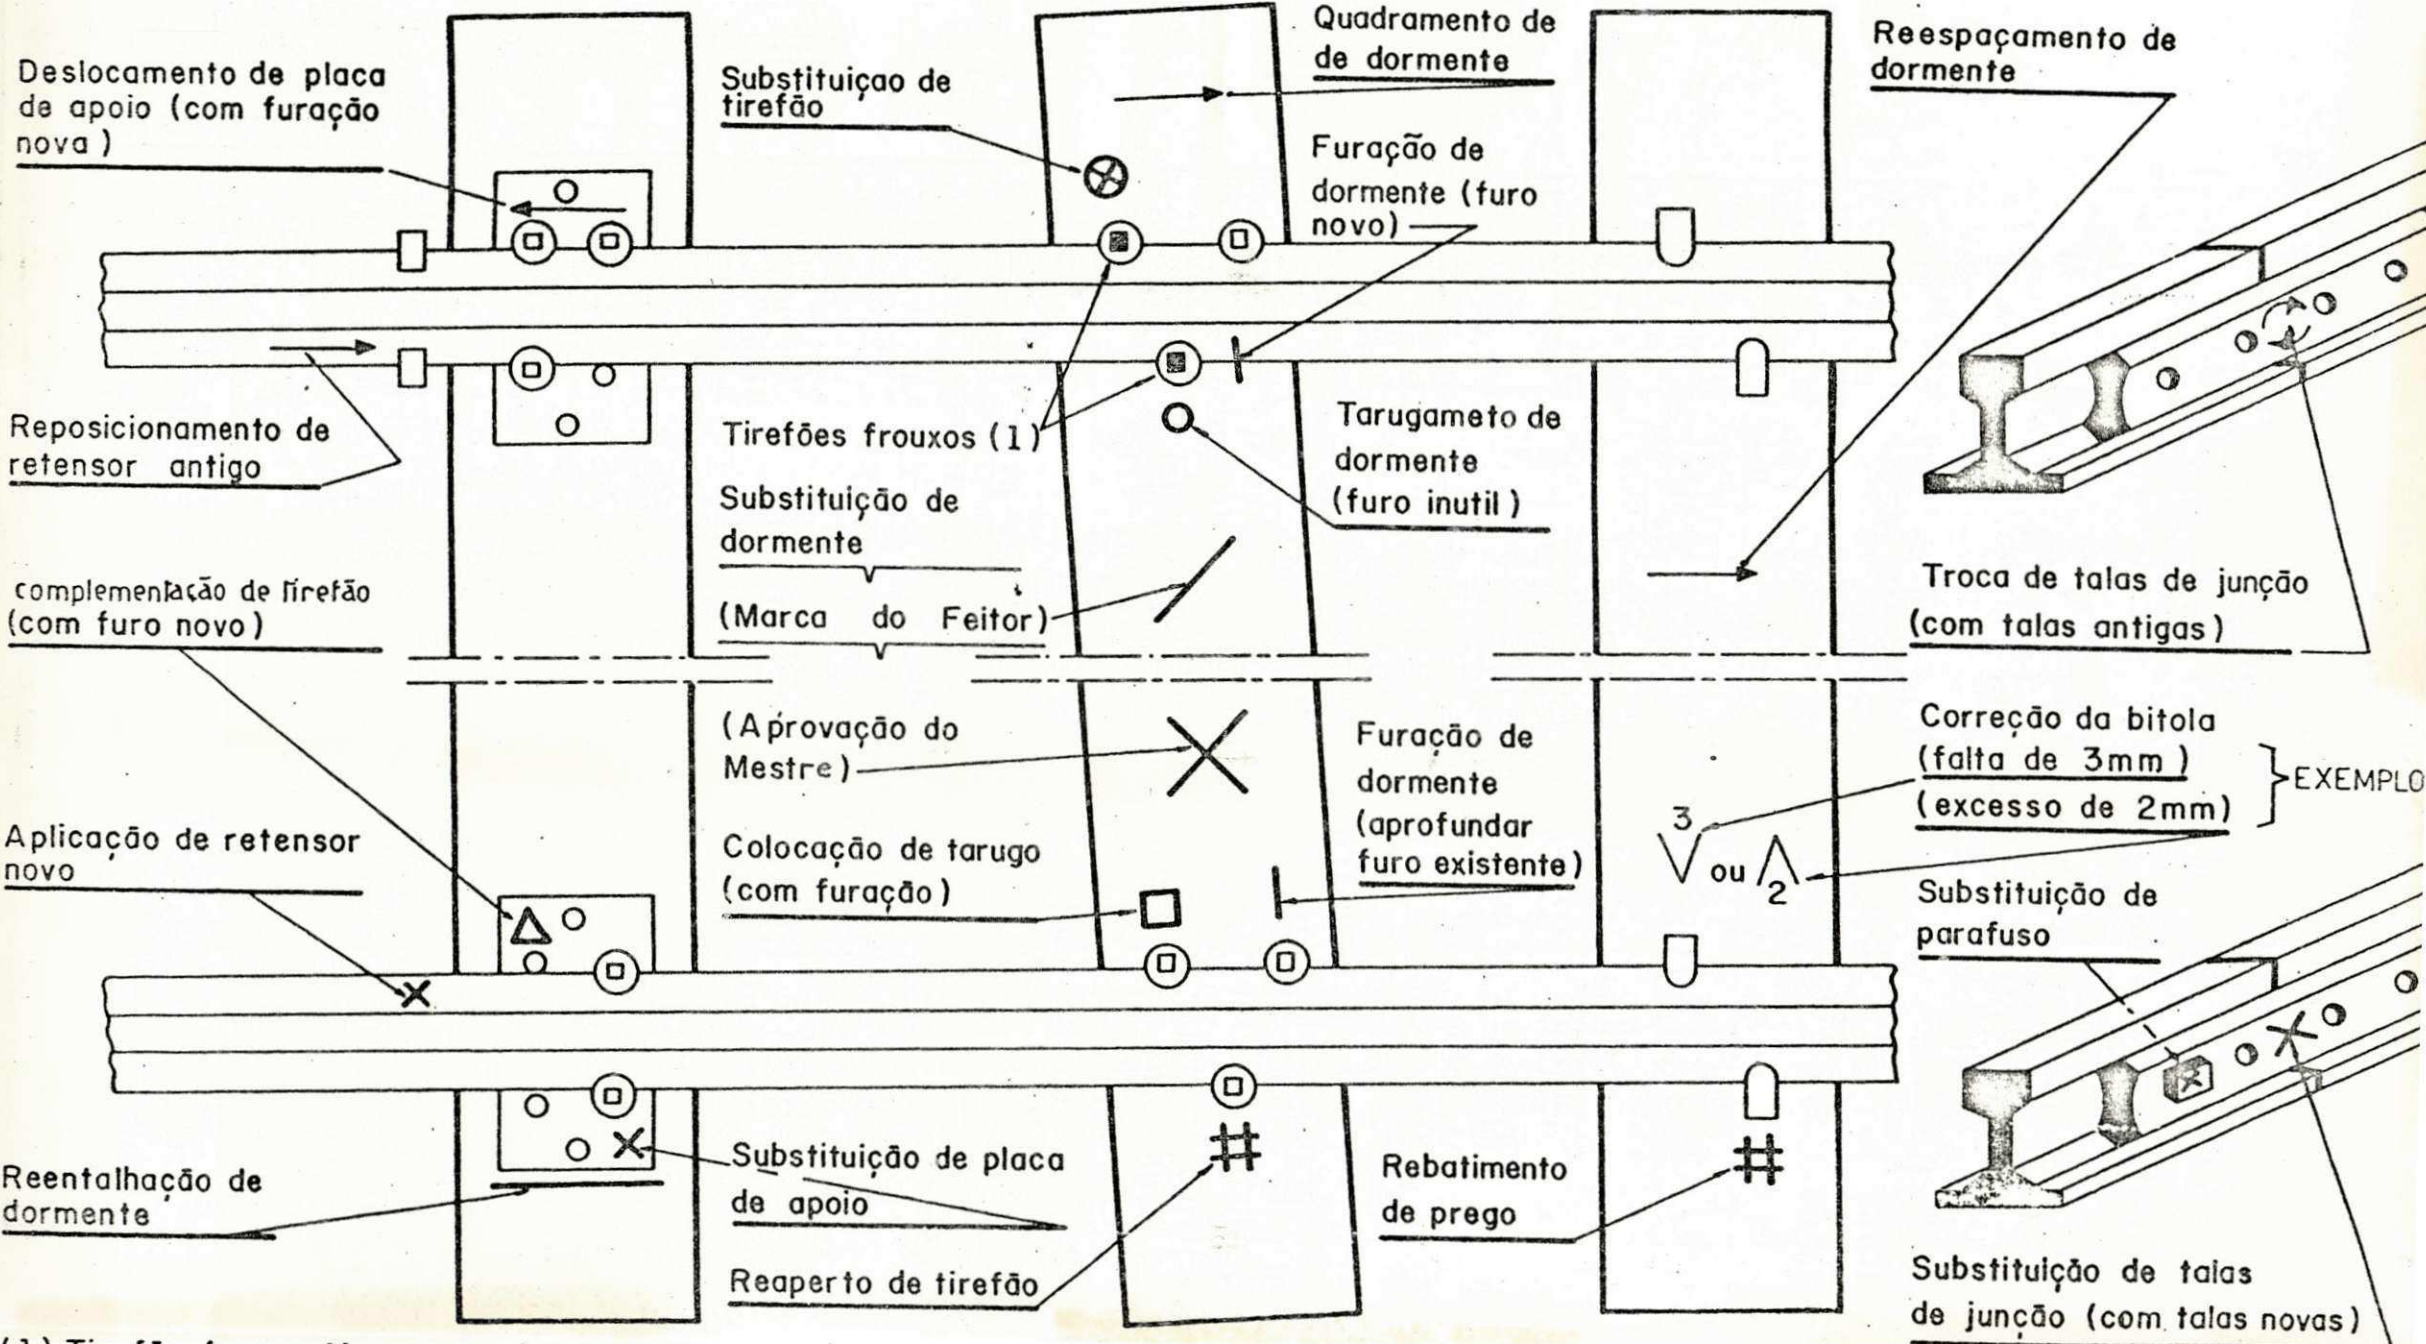 Deslocamento de placa
de apoio (com furação
nova)
Substituiçao de
tirefão
Quadramento de
de dormente
Furação de
dormente (furo
novo)
Reespaçamento de
dormente
Reposicionamento de
retensor antigo
Tirefões frouxos (1)
Substituição de
dormente
(Marca do Feitor)
Tarugameto de
dormente
(furo inutil)
Troca de talas de junção
(com talas antigas)
complementação de tirefão
(com furo novo)
(Aprovação do
Mestre)
Furação de
dormente
(aprofundar
furo existente)
Correção da bitola
(falta de 3mm)
(excesso de 2mm)
EXEMPLO
3
ou
2
Aplicação de retensor
novo
Colocação de tarugo
(com furação)
Substituição de
parafuso
Reentalhação de
dormente
Substituição de placa
de apoio
Reaperto de tirefão
Rebatimento
de prego
Substituição de talas
de junção (com talas novas)